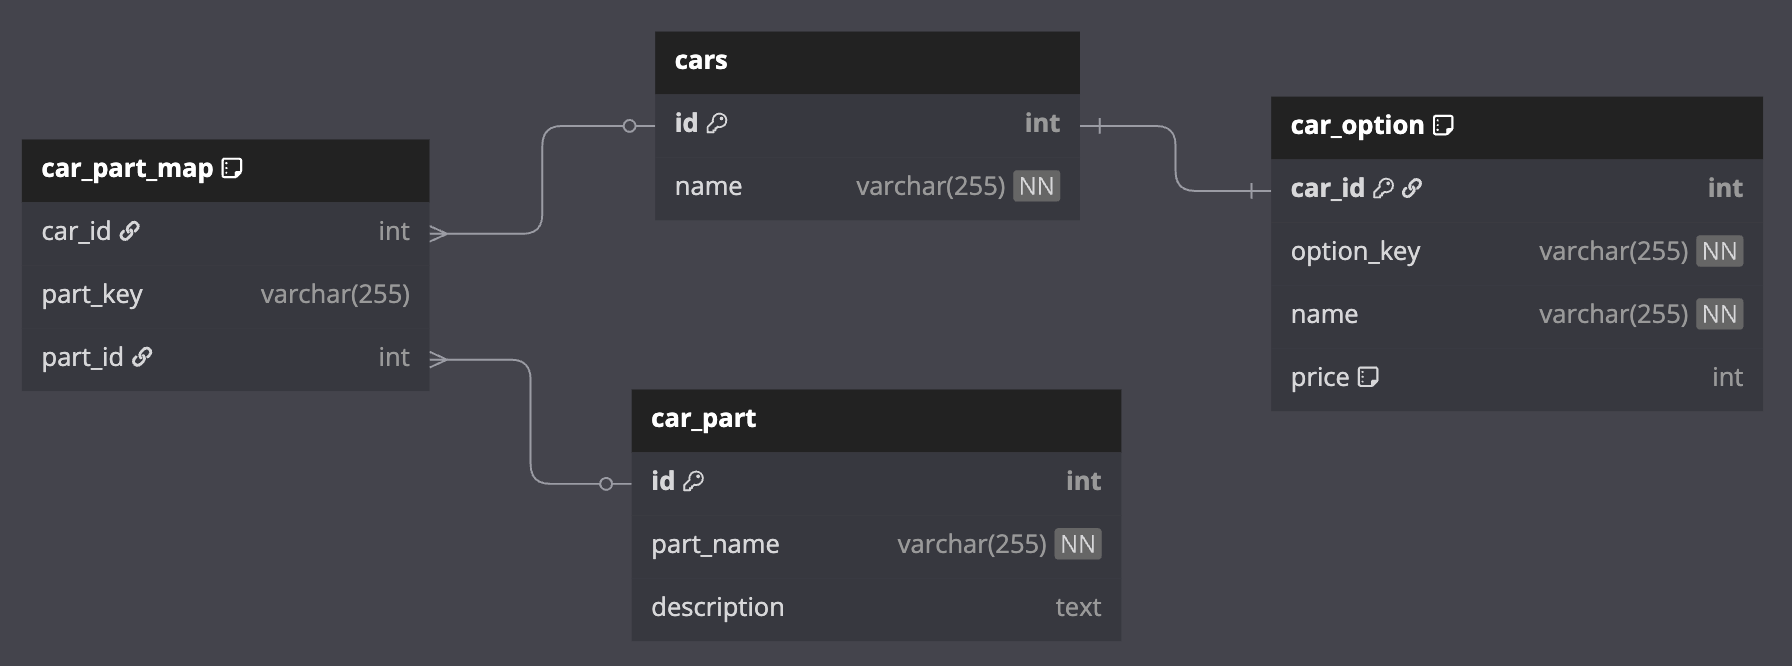 cars
id int
name varchar(255) NN
car_part_map
car_id int
part_key varchar(255)
part_id int
car_part
id int
part_name varchar(255) NN
description text
car_option
car_id int
option_key varchar(255) NN
name varchar(255) NN
price int